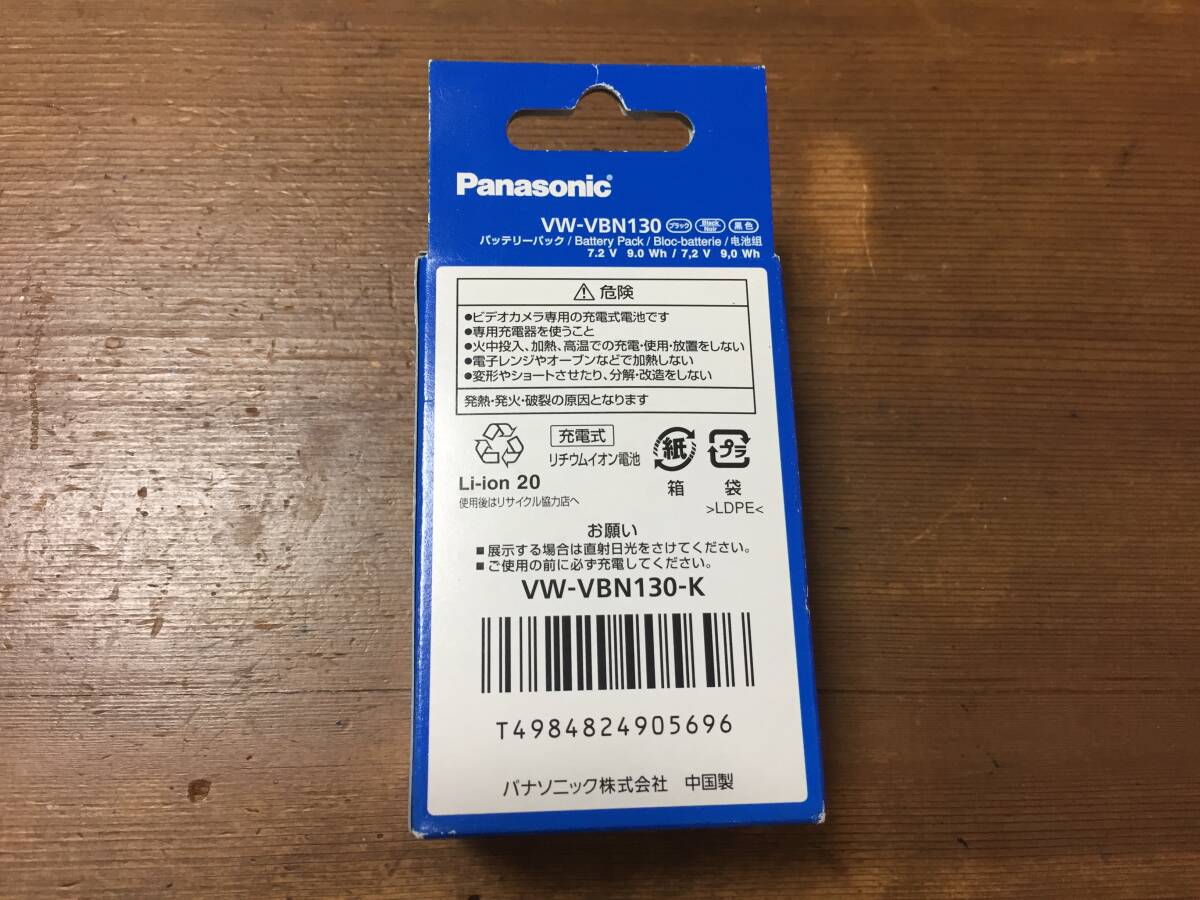 Panasonic
VW-VBN130 ブラック Black Noir 黒色
バッテリーパック / Battery Pack / Bloc-batterie / 电池组
7.2 V 9.0 Wh / 7,2 V 9,0 Wh
⚠ 危険
●ビデオカメラ専用の充電式電池です
●専用充電器を使うこと
●火中投入、加熱、高温での充電・使用・放置をしない
●電子レンジやオーブンなどで加熱しない
●変形やショートさせたり、分解・改造をしない
発熱・発火・破裂の原因となります
充電式
リチウムイオン電池
Li-ion 20
使用後はリサイクル協力店へ
紙
箱
プラ
袋
>LDPE<
お願い
■展示する場合は直射日光をさけてください。
■ご使用の前に必ず充電してください。
VW-VBN130-K
T4984824905696
パナソニック株式会社 中国製